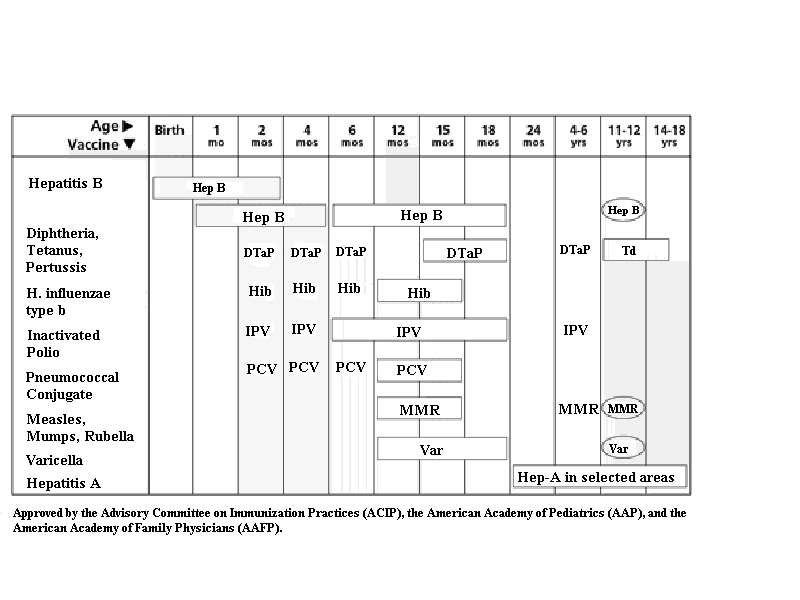 Age ▶ Birth 1 mo 2 mos 4 mos 6 mos 12 mos 15 mos 18 mos 24 mos 4-6 yrs 11-12 yrs 14-18 yrs
Vaccine ▼
Hepatitis B Hep B
Hep B Hep B Hep B
Diphtheria,
Tetanus, DTaP DTaP DTaP DTaP DTaP Td
Pertussis
H. influenzae Hib Hib Hib Hib
type b
Inactivated IPV IPV IPV IPV
Polio
Pneumococcal PCV PCV PCV PCV
Conjugate
Measles, MMR MMR MMR
Mumps, Rubella
Varicella Var Var
Hepatitis A Hep-A in selected areas
Approved by the Advisory Committee on Immunization Practices (ACIP), the American Academy of Pediatrics (AAP), and the
American Academy of Family Physicians (AAFP).